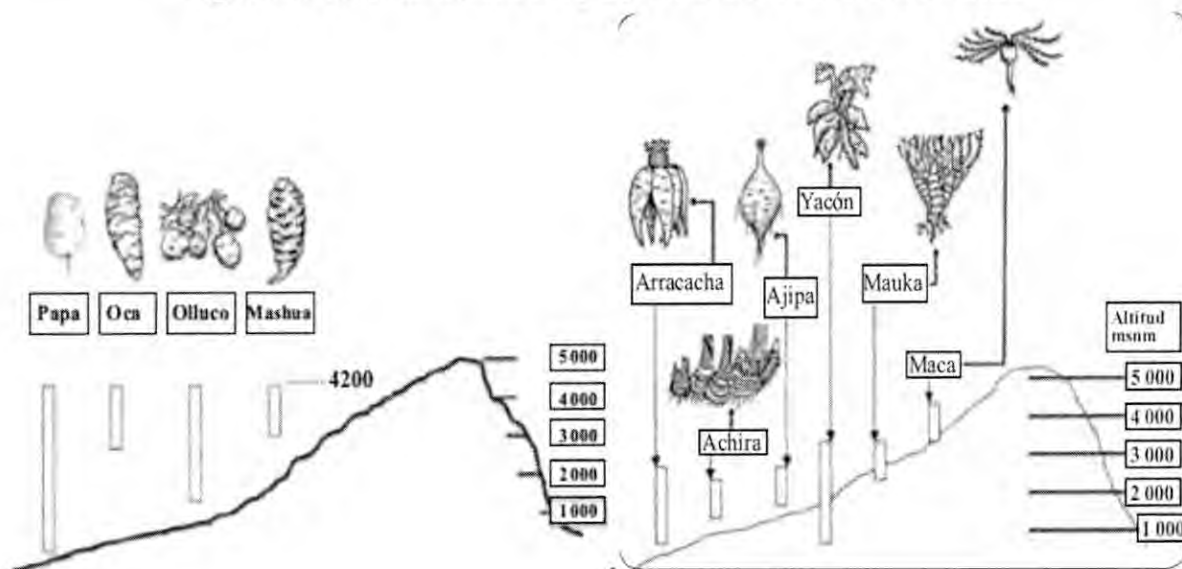 Papa
Oca
Olluco
Mashua
4200
5000
4000
3000
2000
1000
Arracacha
Ajipa
Yacón
Mauka
Achira
Maca
Altitud
msnm
5 000
4 000
3 000
2 000
1 000